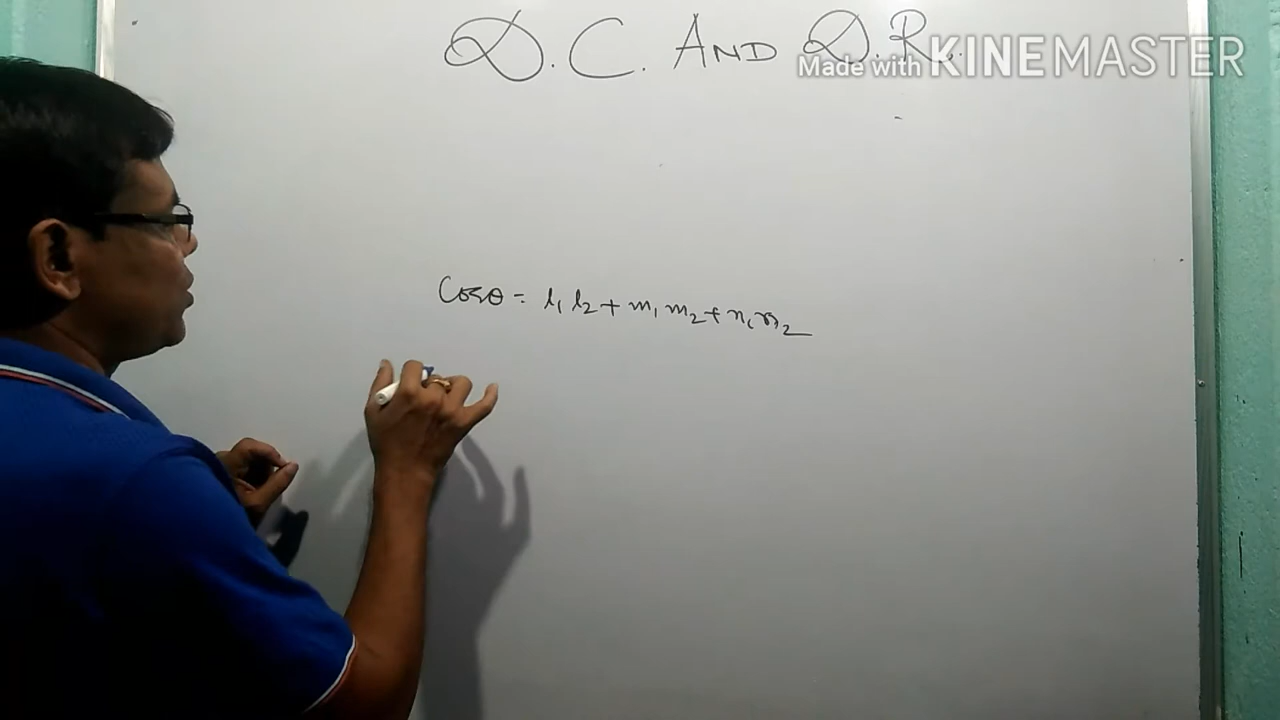 D.C. AND D.R.
Made with KINEMASTER
Cosθ = l₁ l₂ + m₁ m₂ + n₁ n₂